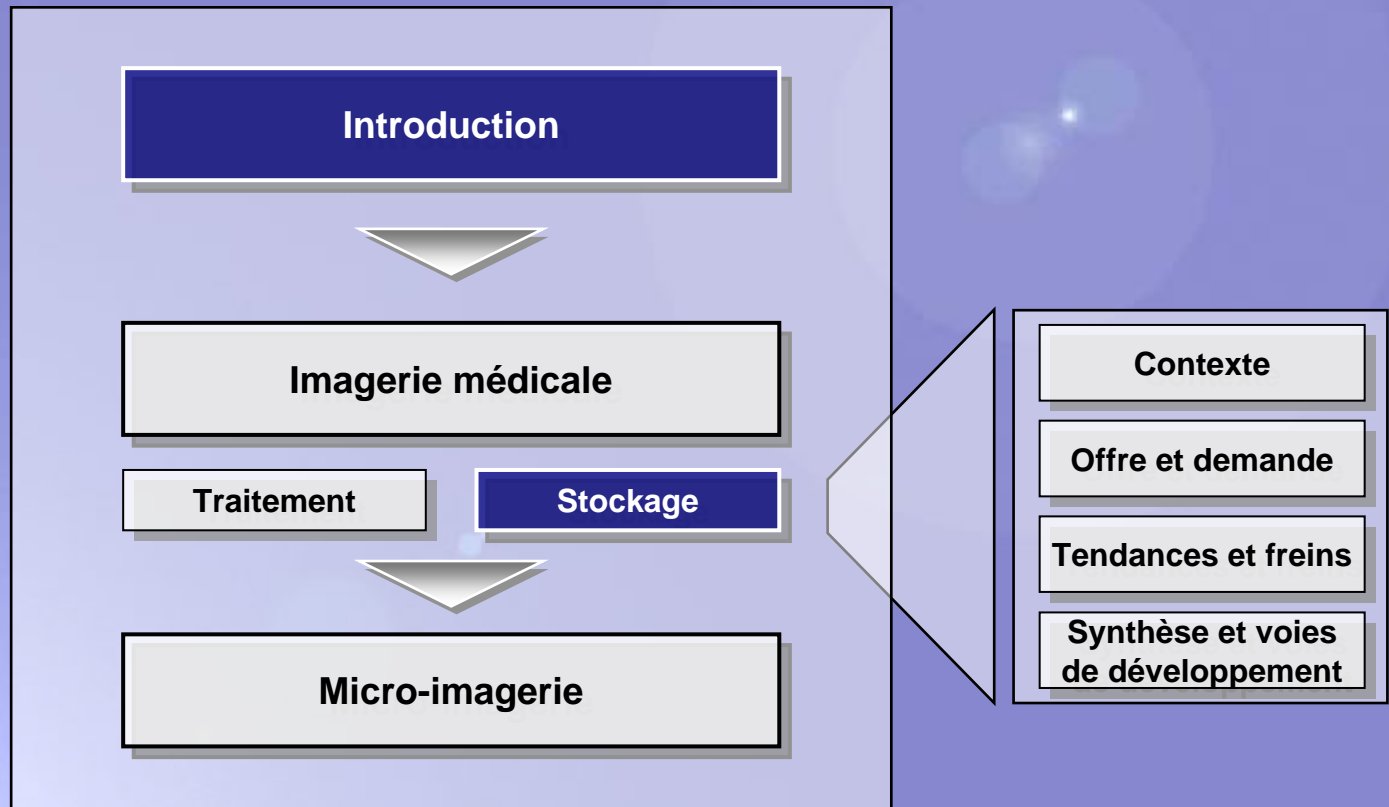 Introduction
Imagerie médicale
Traitement
Stockage
Micro-imagerie
Contexte
Offre et demande
Tendances et freins
Synthèse et voies
de développement